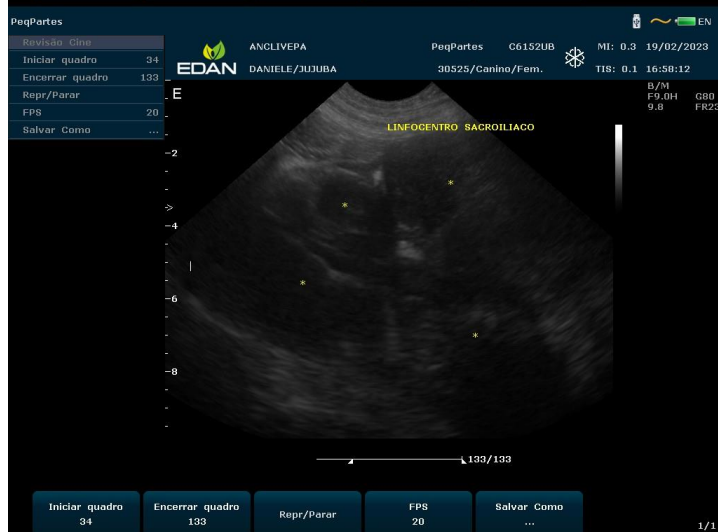 PeqPartes
EN
Revisão Cine
Iniciar quadro 34
Encerrar quadro 133
Repr/Parar
FPS 20
Salvar Como ...
EDAN
ANCLIVEPA PeqPartes C6152UB MI: 0.3 19/02/2023
DANIELE/JUJUBA 30525/Canino/Fem. TIS: 0.1 16:58:12
B/M
F9.0H G80
9.8 FR23
E
LINFOCENTRO SACROILIACO
*
*
*
*
-2
-4
-6
-8
133/133
Iniciar quadro
34
Encerrar quadro
133
Repr/Parar
FPS
20
Salvar Como
...
1/1